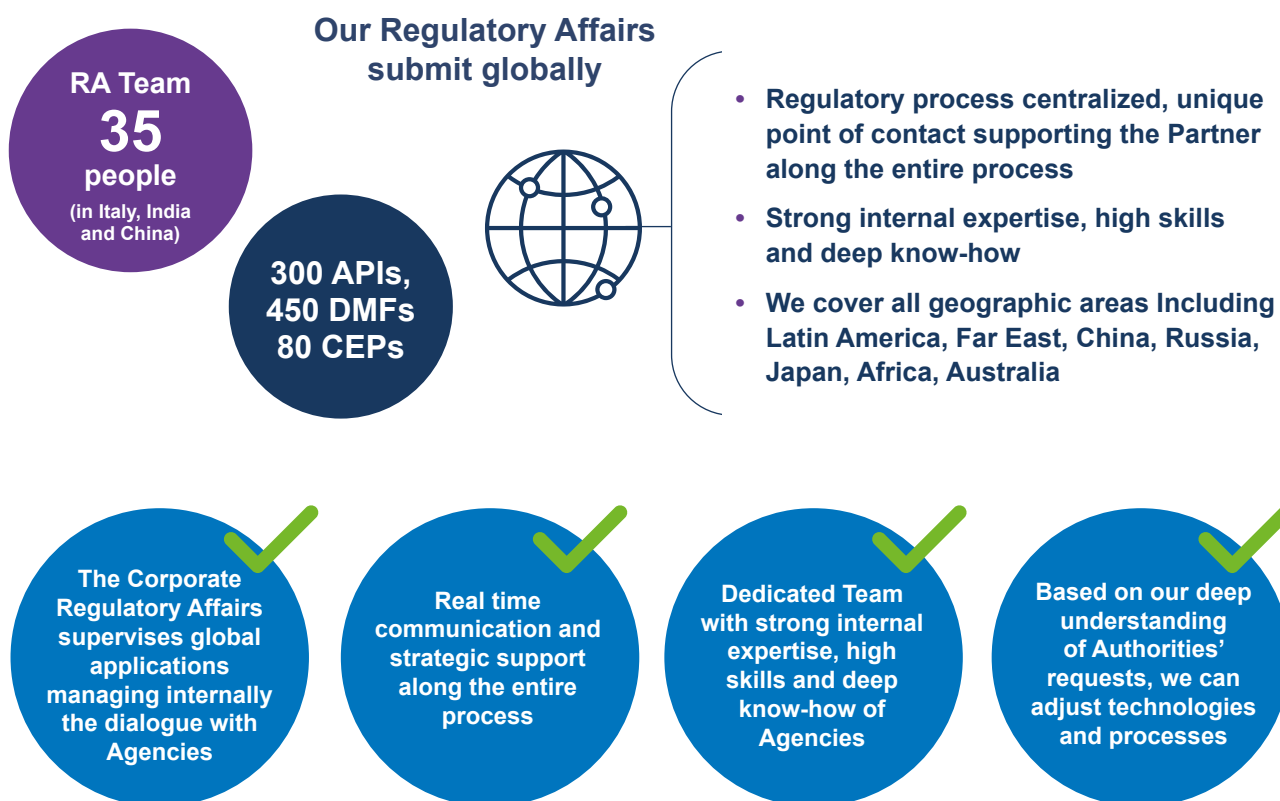 Our Regulatory Affairs
submit globally
RA Team
35
people
(in Italy, India
and China)
300 APIs,
450 DMFs
80 CEPs
• Regulatory process centralized, unique
point of contact supporting the Partner
along the entire process
• Strong internal expertise, high skills
and deep know-how
• We cover all geographic areas Including
Latin America, Far East, China, Russia,
Japan, Africa, Australia
The Corporate
Regulatory Affairs
supervises global
applications
managing internally
the dialogue with
Agencies
Real time
communication and
strategic support
along the entire
process
Dedicated Team
with strong internal
expertise, high
skills and deep
know-how of
Agencies
Based on our deep
understanding
of Authorities’
requests, we can
adjust technologies
and processes